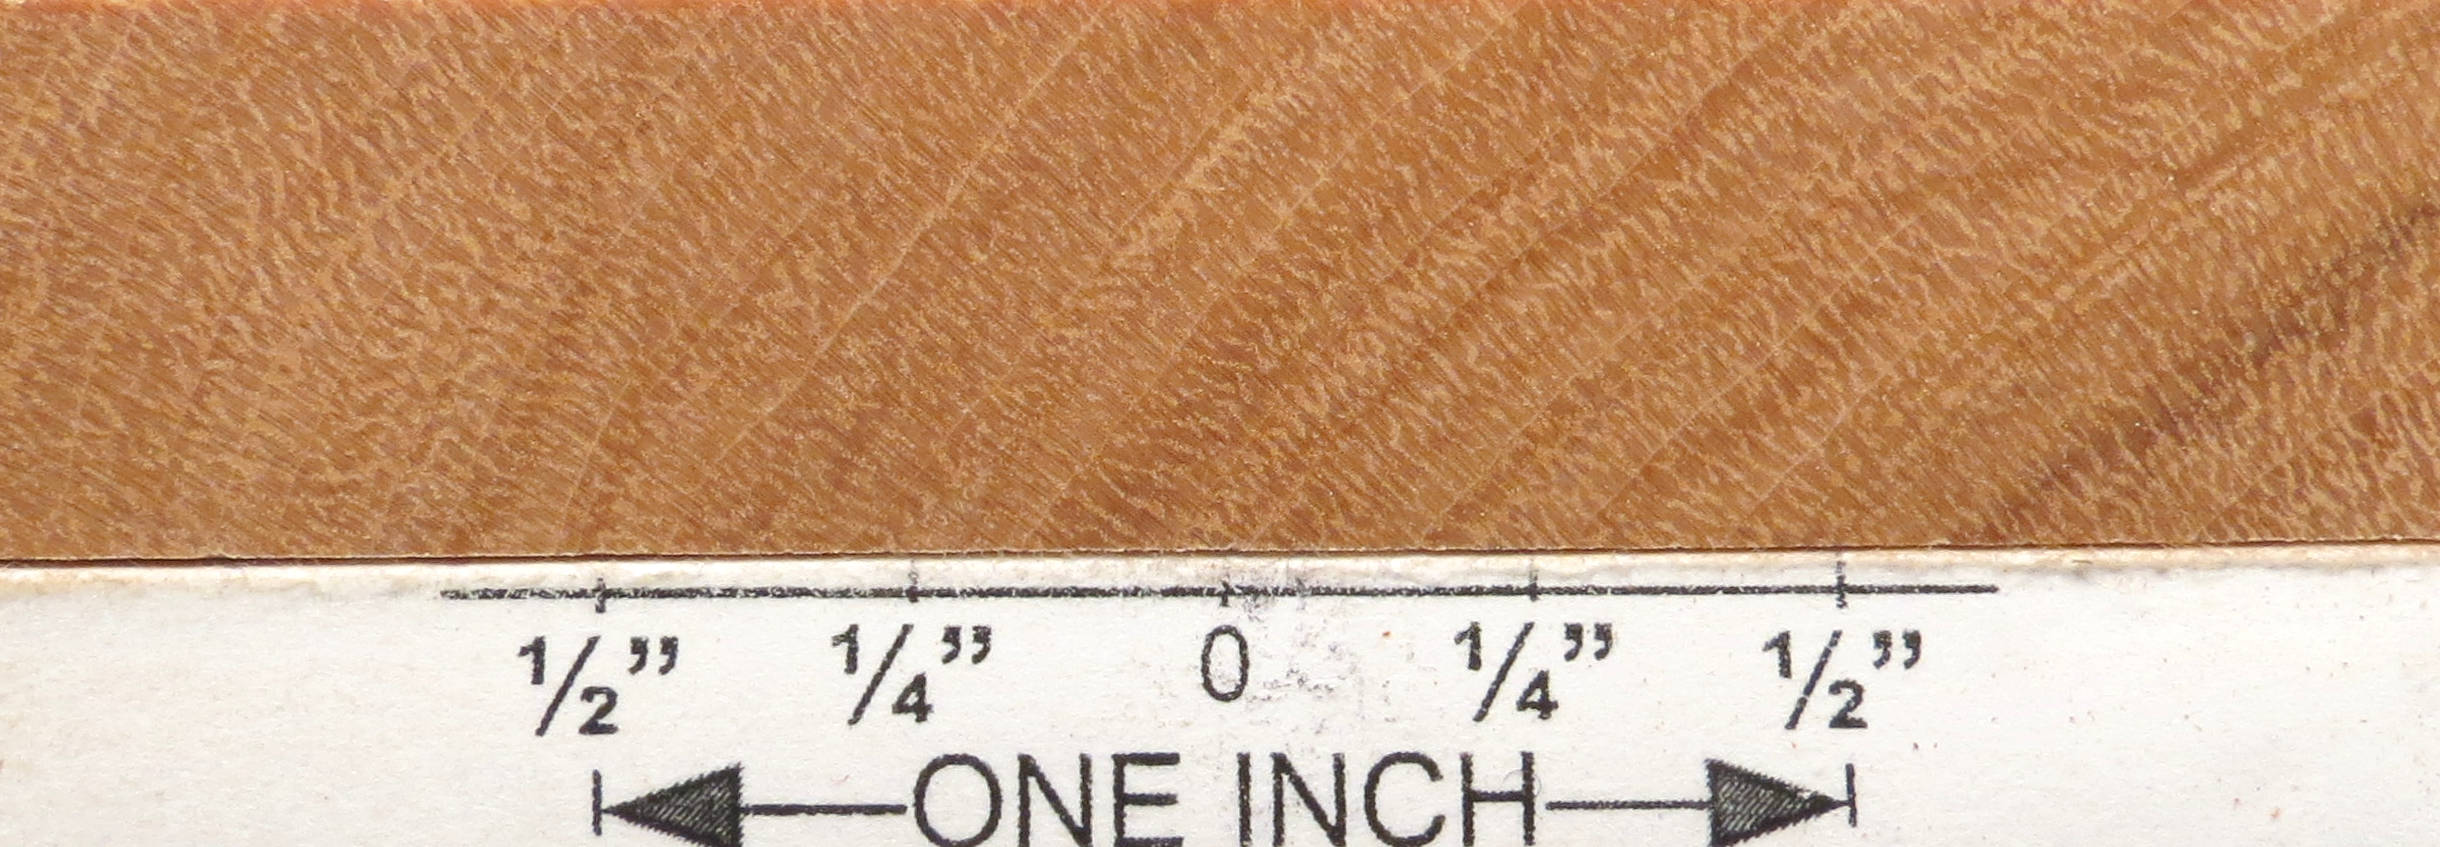 1/2” 1/4” 0 1/4” 1/2”
ONE INCH